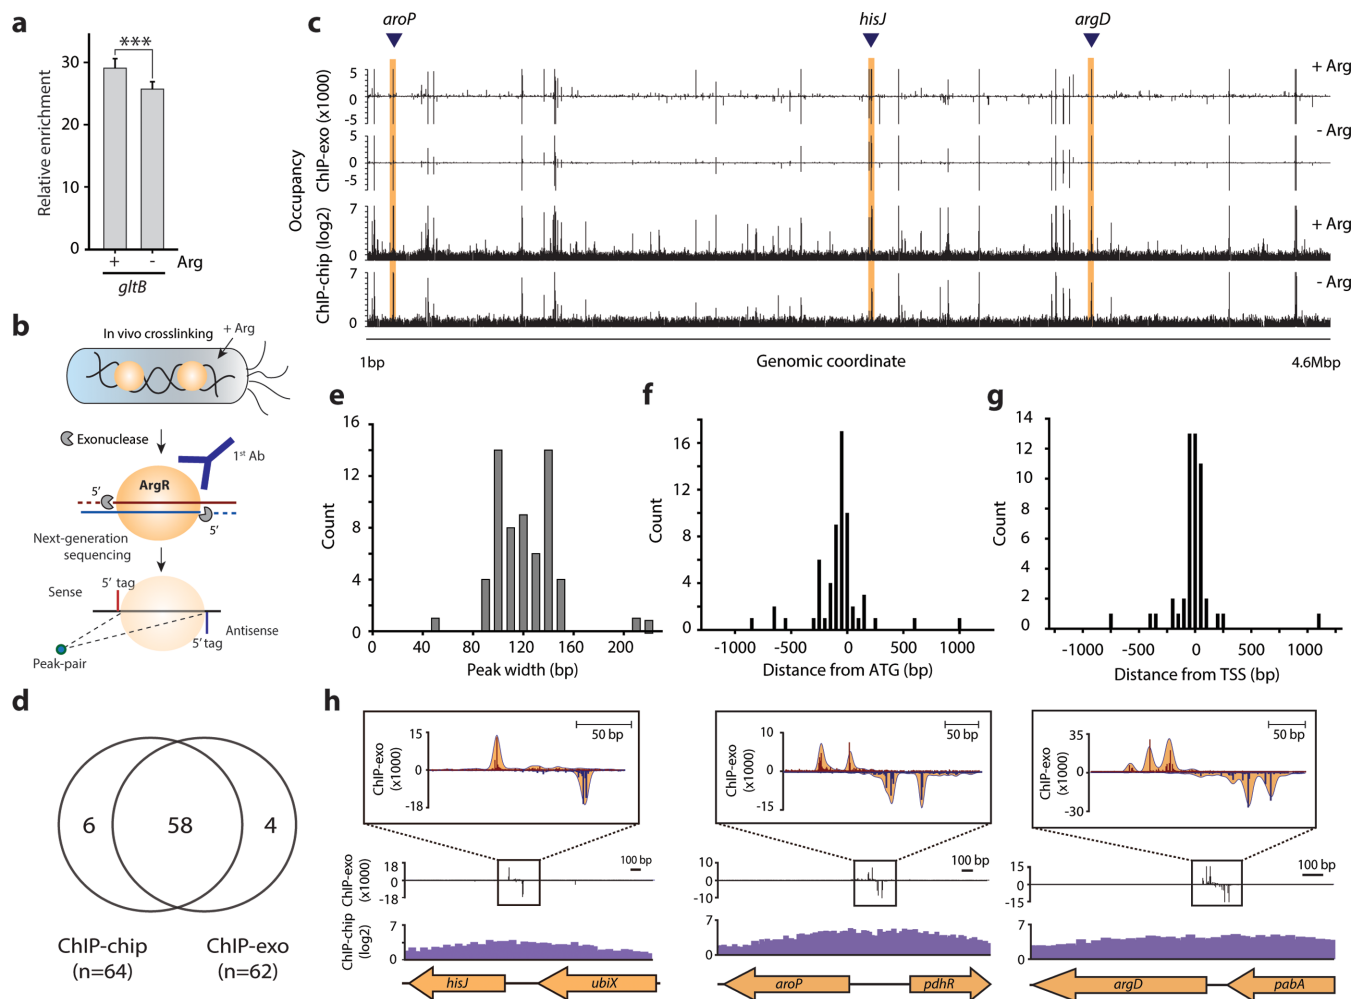 a
***
30
20
10
0
Relative enrichment
+ - Arg
gltB
b
In vivo crosslinking
+ Arg
Exonuclease
1st Ab
ArgR
5′
5′
Next-generation
sequencing
5′ tag
Sense
Antisense
5′ tag
Peak-pair
c
aroP hisJ argD
+ Arg
- Arg
+ Arg
- Arg
Occupancy
ChIP-exo (x1000)
ChIP-chip (log2)
5
0
-5
5
0
-5
7
0
7
0
1bp
Genomic coordinate
4.6Mbp
d
6 58 4
ChIP-chip
(n=64)
ChIP-exo
(n=62)
e
16
12
8
4
0
Count
0 40 80 120 160 200
Peak width (bp)
f
16
12
8
4
0
Count
-1000 -500 0 500 1000
Distance from ATG (bp)
g
14
12
10
8
6
4
2
0
Count
-1000 -500 0 500 1000
Distance from TSS (bp)
h
50 bp
15
0
-18
ChIP-exo
(x1000)
100 bp
18
0
-18
ChIP-exo
(x1000)
7
0
ChIP-chip
(log2)
hisJ ubiX
50 bp
10
0
-15
ChIP-exo
(x1000)
100 bp
10
0
-10
7
0
aroP pdhR
50 bp
35
0
-30
ChIP-exo
(x1000)
100 bp
15
0
-15
7
0
argD pabA